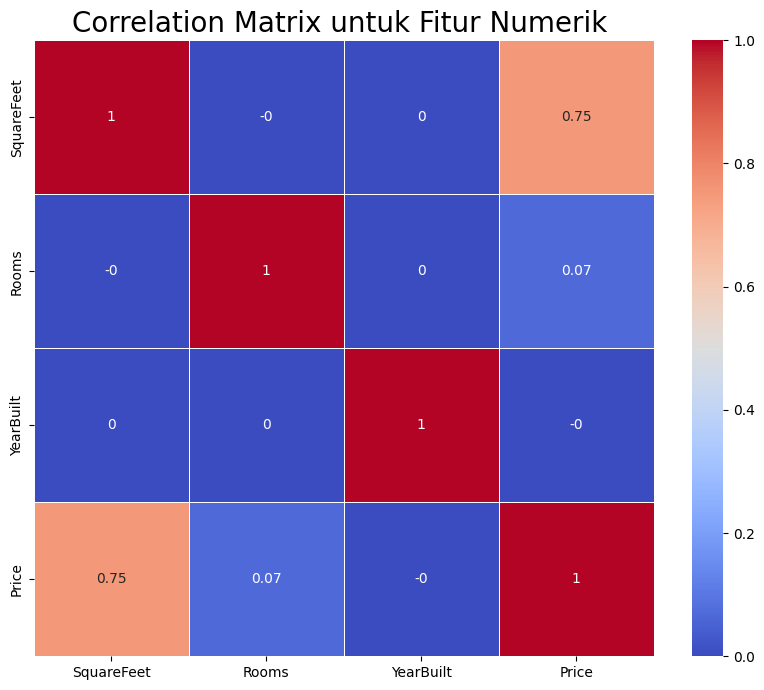 Correlation Matrix untuk Fitur Numerik
SquareFeet
1
-0
0
0.75
Rooms
-0
1
0
0.07
YearBuilt
0
0
1
-0
Price
0.75
0.07
-0
1
SquareFeet
Rooms
YearBuilt
Price
1.0
0.8
0.6
0.4
0.2
0.0